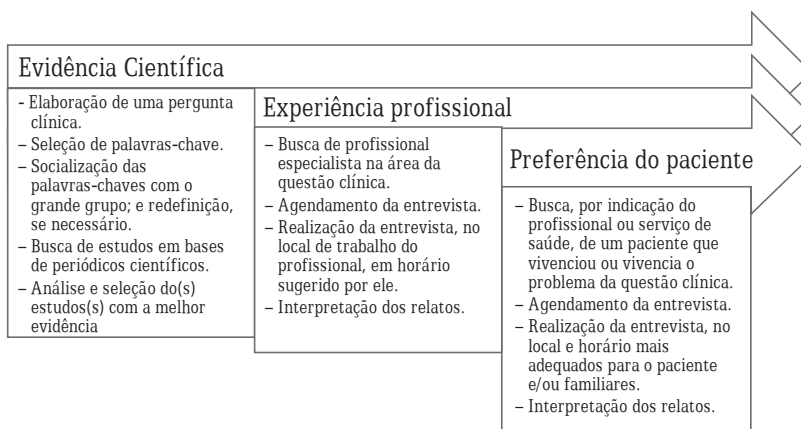 Evidência Científica
- Elaboração de uma pergunta
clínica.
– Seleção de palavras-chave.
– Socialização das
palavras-chaves com o
grande grupo; e redefinição,
se necessário.
– Busca de estudos em bases
de periódicos científicos.
– Análise e seleção do(s)
estudos(s) com a melhor
evidência
Experiência profissional
– Busca de profissional
especialista na área da
questão clínica.
– Agendamento da entrevista.
– Realização da entrevista, no
local de trabalho do
profissional, em horário
sugerido por ele.
– Interpretação dos relatos.
Preferência do paciente
– Busca, por indicação do
profissional ou serviço de
saúde, de um paciente que
vivenciou ou vivencia o
problema da questão clínica.
– Agendamento da entrevista.
– Realização da entrevista, no
local e horário mais
adequados para o paciente
e/ou familiares.
– Interpretação dos relatos.